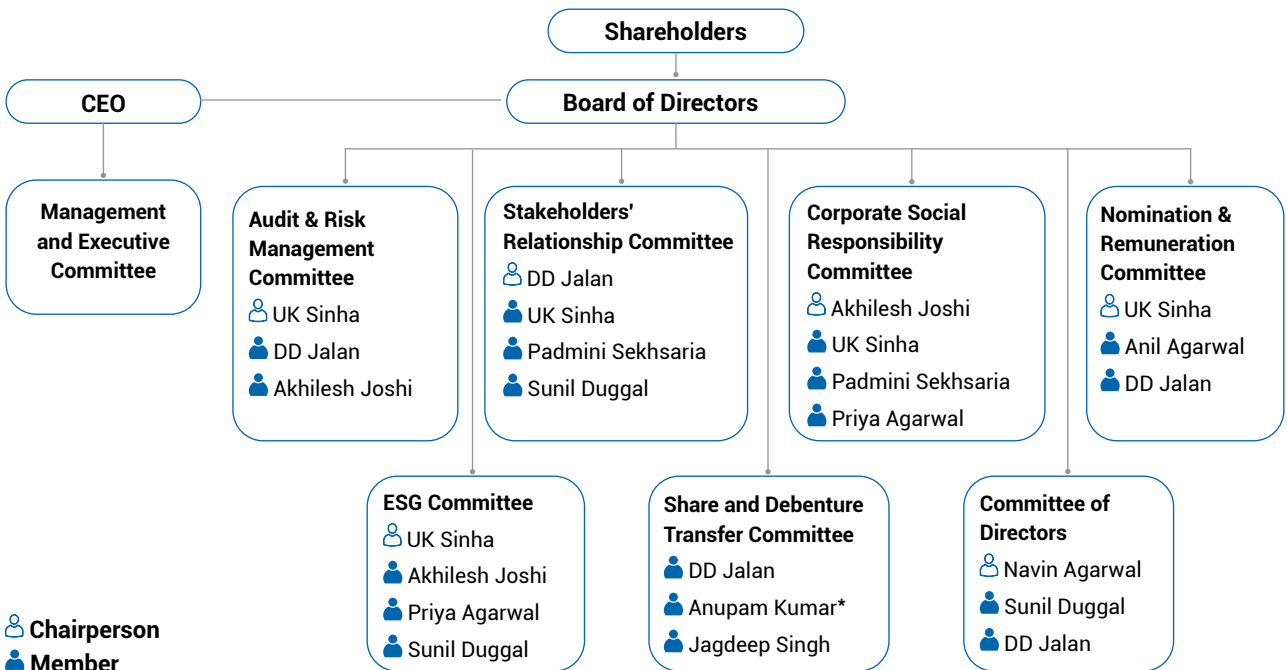 Shareholders
CEO
Board of Directors
Management
and Executive
Committee
Audit & Risk
Management
Committee
UK Sinha
DD Jalan
Akhilesh Joshi
Stakeholders'
Relationship Committee
DD Jalan
UK Sinha
Padmini Sekhsaria
Sunil Duggal
Corporate Social
Responsibility
Committee
Akhilesh Joshi
UK Sinha
Padmini Sekhsaria
Priya Agarwal
Nomination &
Remuneration
Committee
UK Sinha
Anil Agarwal
DD Jalan
ESG Committee
UK Sinha
Akhilesh Joshi
Priya Agarwal
Sunil Duggal
Share and Debenture
Transfer Committee
DD Jalan
Anupam Kumar*
Jagdeep Singh
Committee of
Directors
Navin Agarwal
Sunil Duggal
DD Jalan
Chairperson
Member